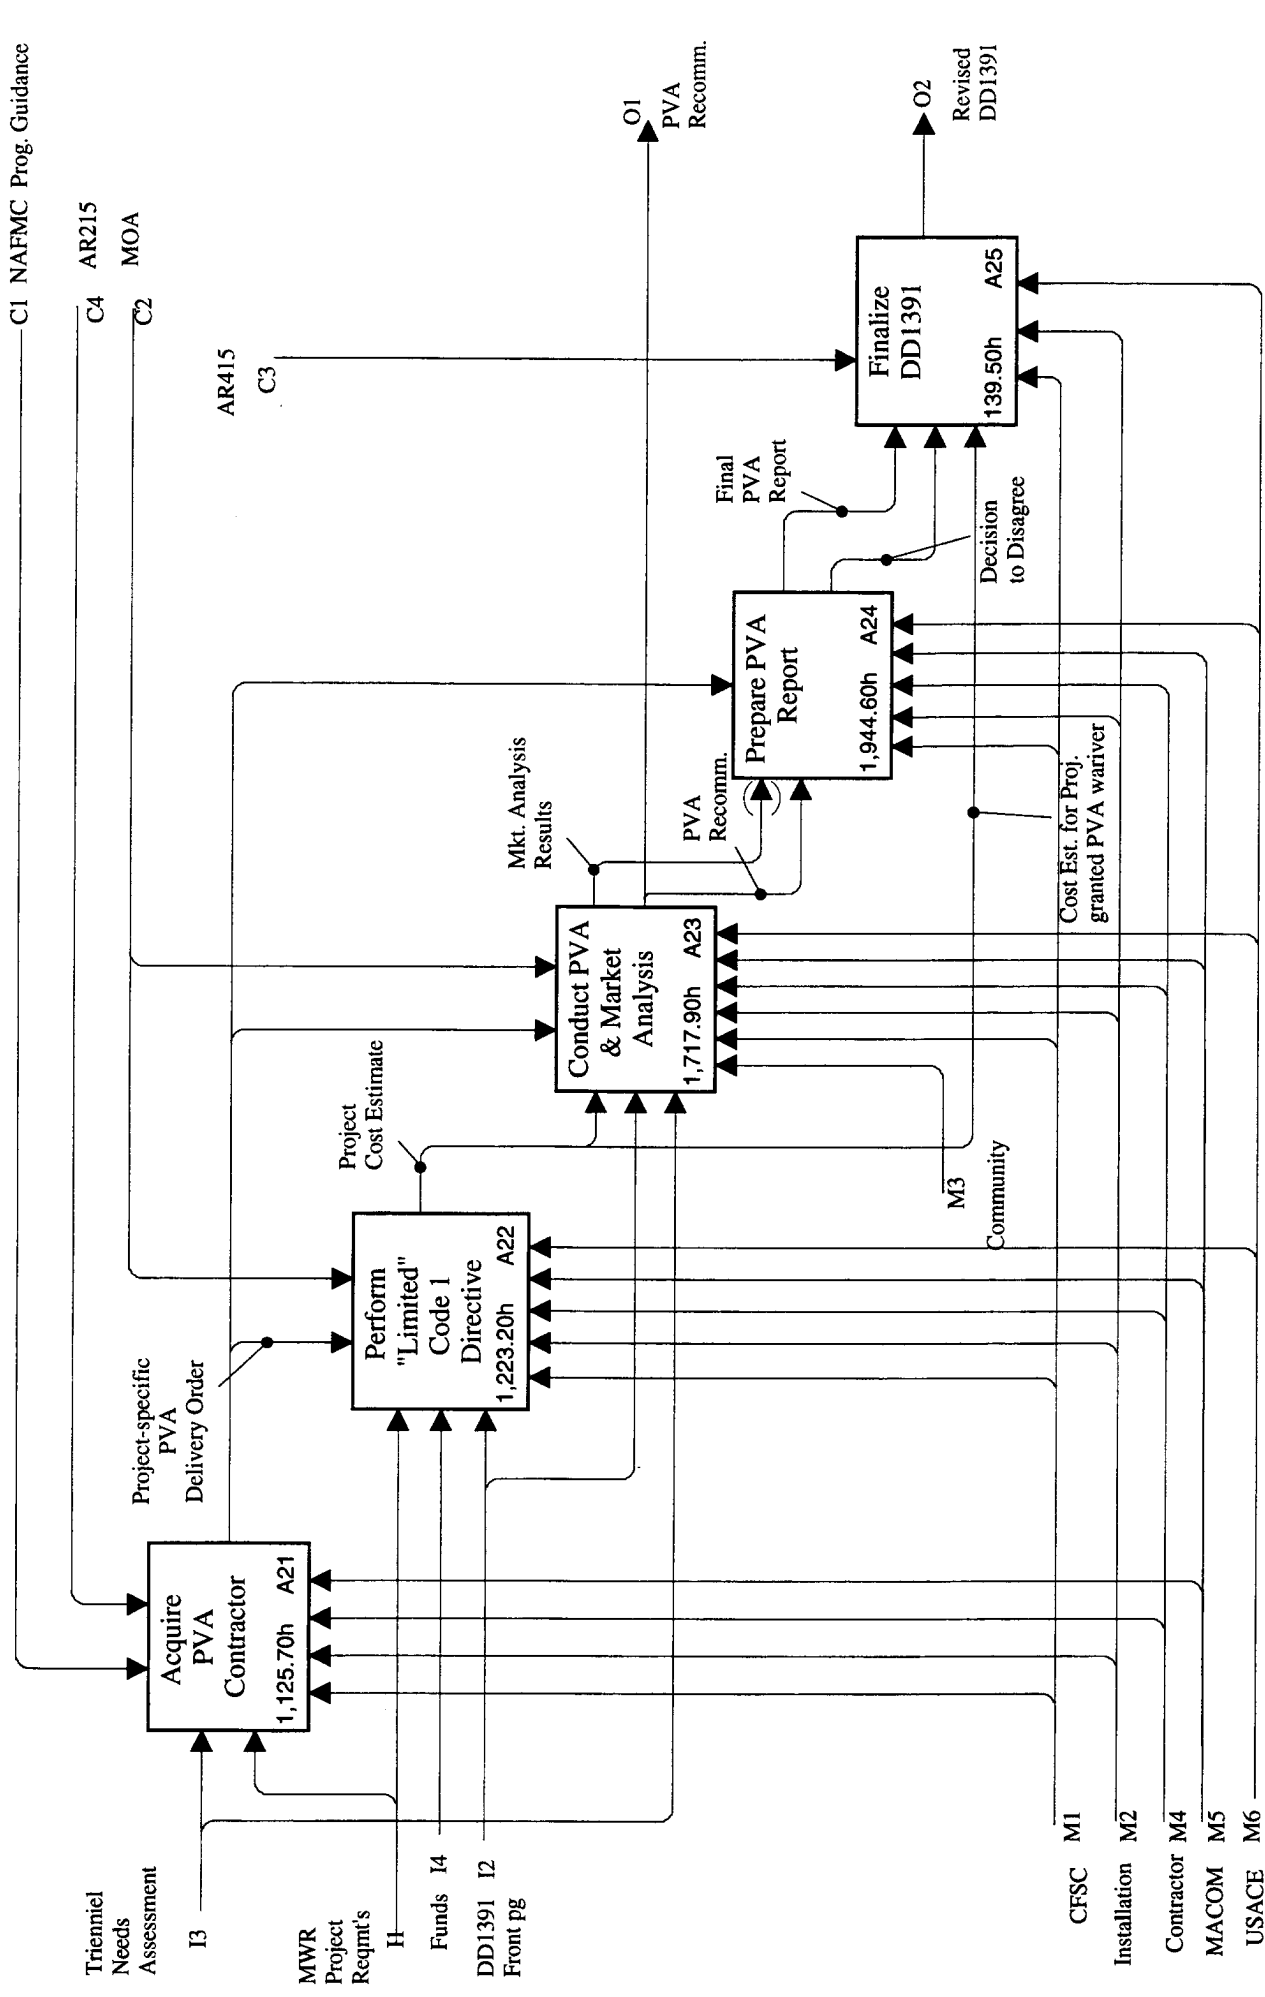 C1 NAFMC Prog. Guidance
C4 AR215
C2 MOA
AR415
C3
Trienniel
Needs
Assessment
I3
MWR
Project
Reqmt's
H
Funds I4
DD1391 I2
Front pg
Acquire
PVA
Contractor
1,125.70h A21
Project-specific
PVA
Delivery Order
Perform
"Limited"
Code 1
Directive
1,223.20h A22
Project
Cost Estimate
Conduct PVA
& Market
Analysis
1,717.90h A23
Mkt. Analysis
Results
PVA
Recomm.
Prepare PVA
Report
1,944.60h A24
Final
PVA
Report
Decision
to Disagree
Finalize
DD1391
139.50h A25
O1
PVA
Recomm.
O2
Revised
DD1391
M3
Community
Cost Est. for Proj.
granted PVA wariver
CFSC M1
Installation M2
Contractor M4
MACOM M5
USACE M6